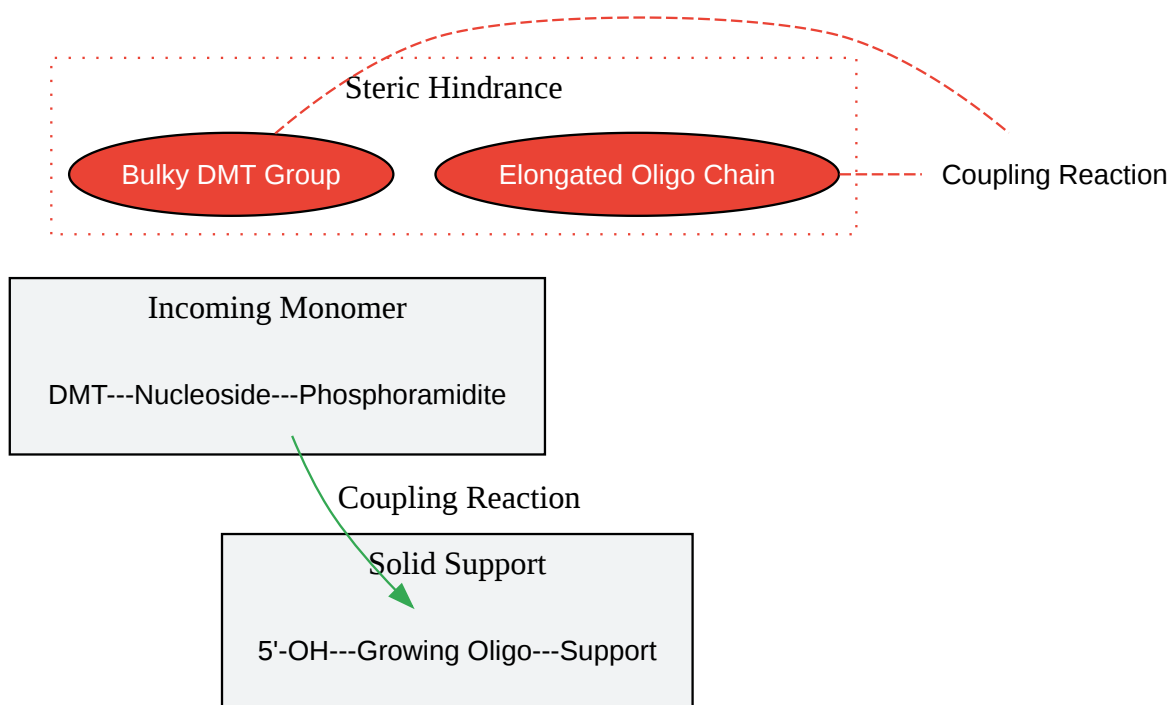 Steric Hindrance
Bulky DMT Group
Elongated Oligo Chain
Coupling Reaction
Incoming Monomer
DMT---Nucleoside---Phosphoramidite
Coupling Reaction
Solid Support
5'-OH---Growing Oligo---Support